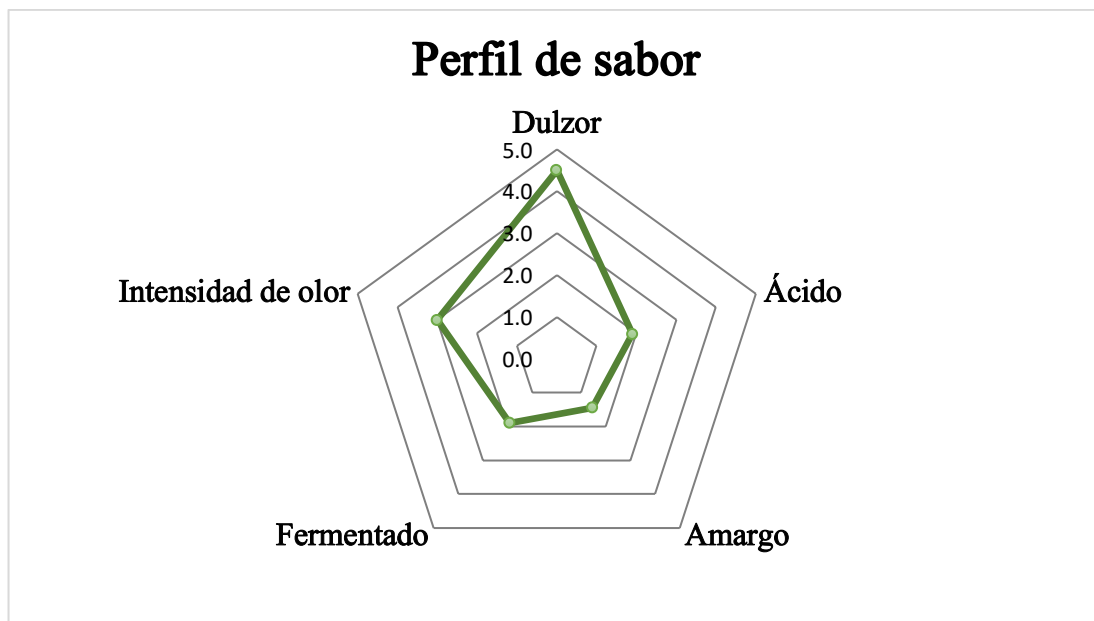 Perfil de sabor
Dulzor
5.0
4.0
3.0
2.0
1.0
0.0
Intensidad de olor
Ácido
Fermentado
Amargo